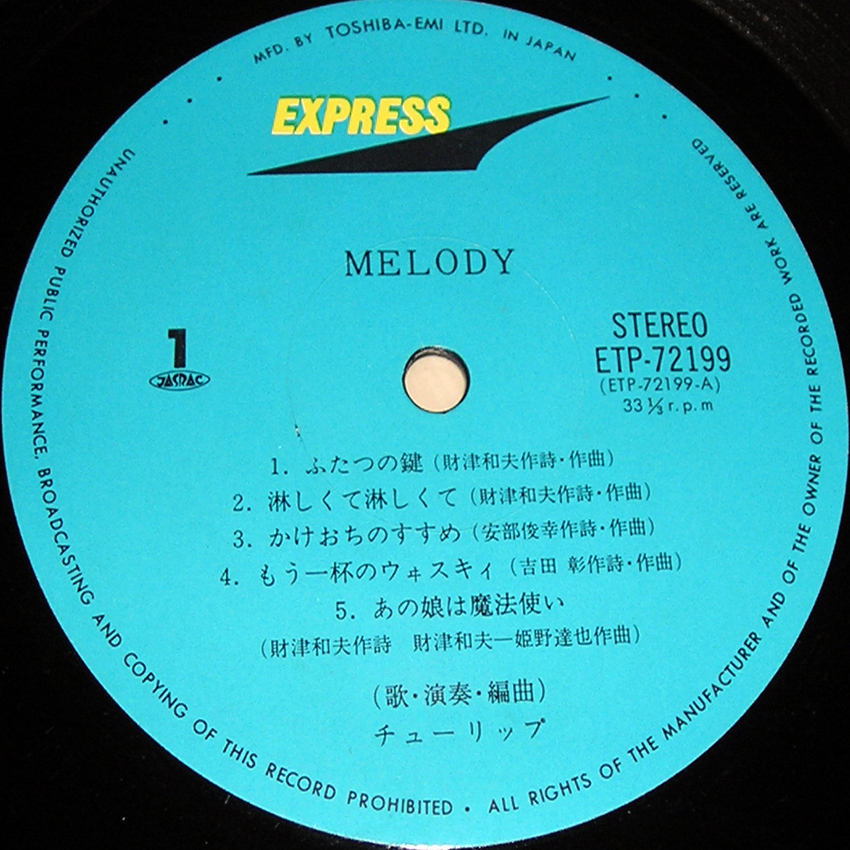 MFD. BY TOSHIBA-EMI LTD. IN JAPAN
EXPRESS
MELODY
1
JASRAC
STEREO
ETP-72199
(ETP-72199-A)
33 1/3 r.p.m
1. ふたつの鍵(財津和夫作詩・作曲)
2. 淋しくて淋しくて(財津和夫作詩・作曲)
3. かけおちのすすめ(安部俊幸作詩・作曲)
4. もう一杯のウヰスキィ(吉田 彰作詩・作曲)
5. あの娘は魔法使い
(財津和夫作詩 財津和夫—姫野達也作曲)
(歌・演奏・編曲)
チューリップ
UNAUTHORIZED PUBLIC PERFORMANCE, BROADCASTING AND COPYING OF THIS RECORD PROHIBITED • ALL RIGHTS OF THE MANUFACTURER AND OF THE OWNER OF THE RECORDED WORK ARE RESERVED